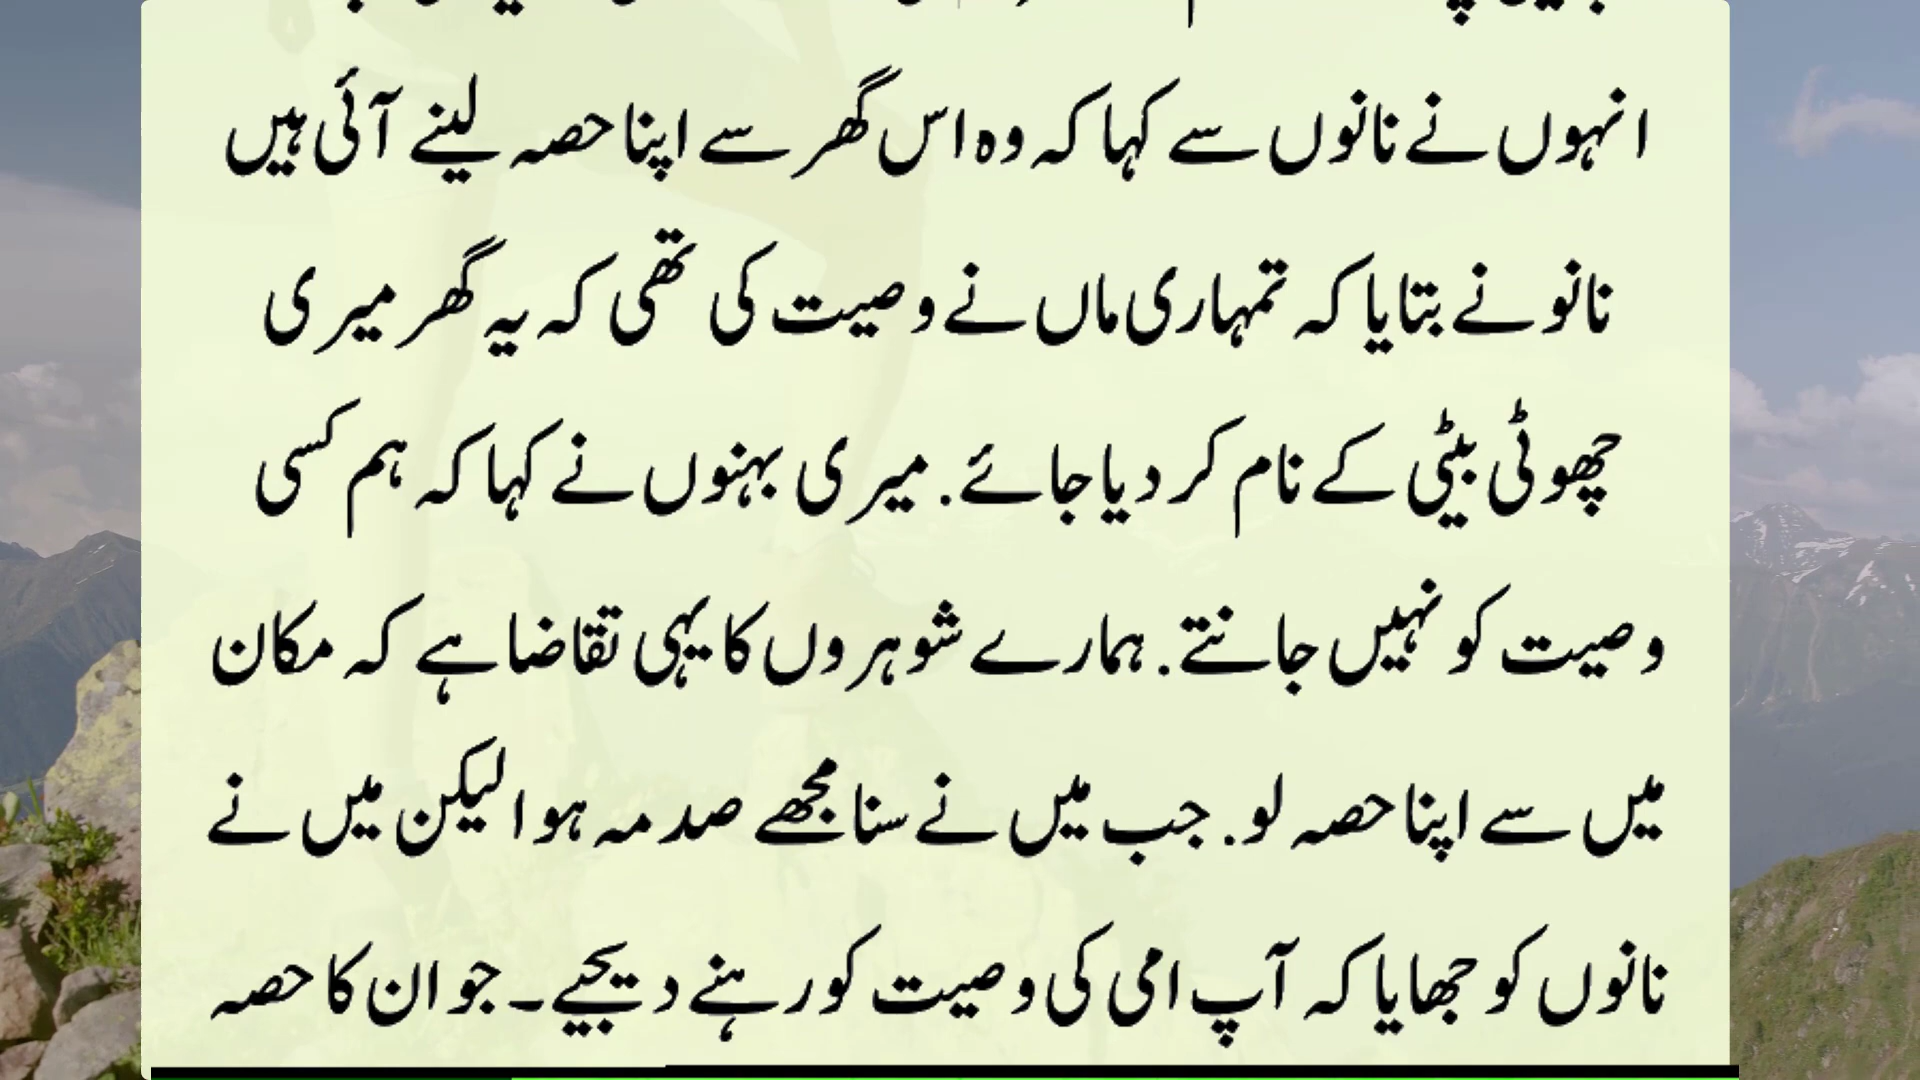 انہوں نے نانوں سے کہا کہ وہ اس گھر سے اپنا حصہ لینے آئی ہیں
نانو نے بتایا کہ تمہاری ماں نے وصیت کی تھی کہ یہ گھر میری
چھوٹی بیٹی کے نام کر دیا جائے. میری بہنوں نے کہا کہ ہم کسی
وصیت کو نہیں جانتے. ہمارے شوہروں کا یہی تقاضا ہے کہ مکان
میں سے اپنا حصہ لو. جب میں نے سنا مجھے صدمہ ہوا لیکن میں نے
نانوں کو جھایا کہ آپ امی کی وصیت کو رہنے دیجیے۔ جو ان کا حصہ